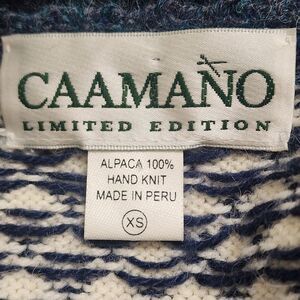 CAAMAÑO
LIMITED EDITION
ALPACA 100%
HAND KNIT
MADE IN PERU
XS